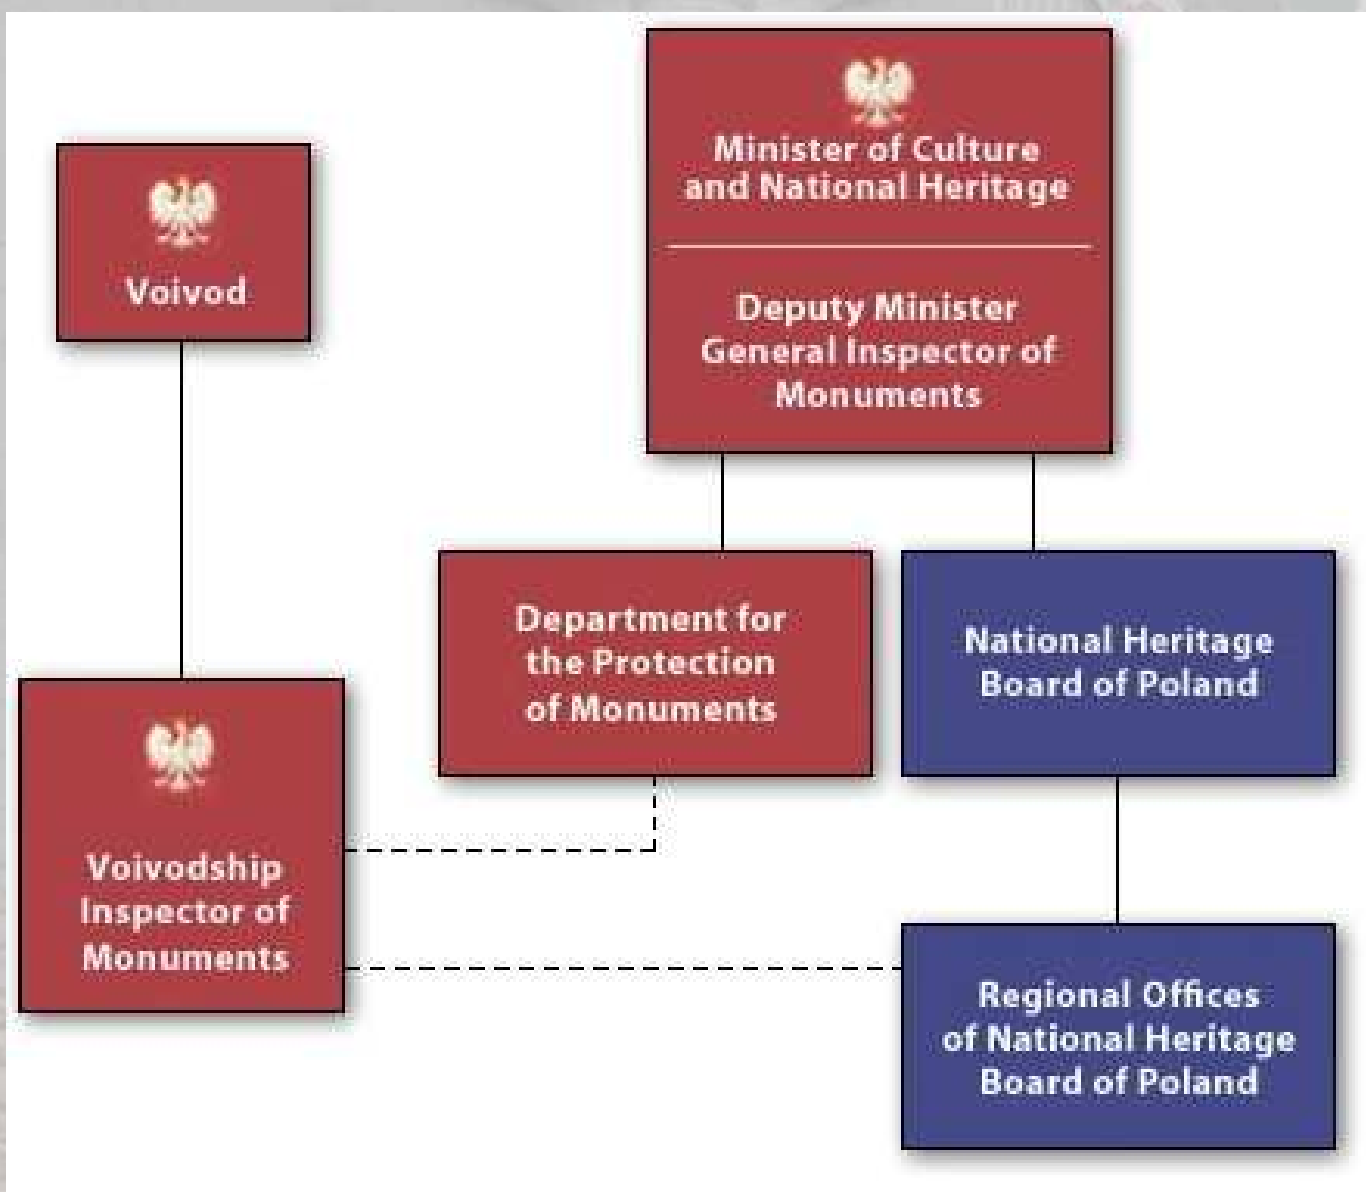 Minister of Culture
and National Heritage
Deputy Minister
General Inspector of
Monuments
Voivod
Department for
the Protection
of Monuments
National Heritage
Board of Poland
Voivodship
Inspector of
Monuments
Regional Offices
of National Heritage
Board of Poland